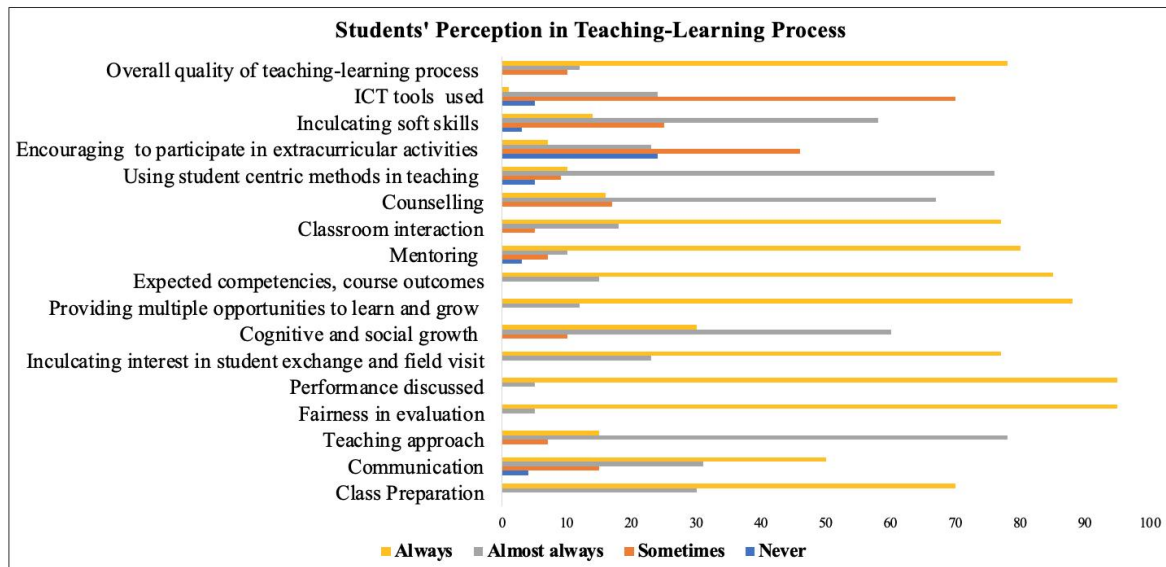 Students' Perception in Teaching-Learning Process
Overall quality of teaching-learning process
ICT tools used
Inculcating soft skills
Encouraging to participate in extracurricular activities
Using student centric methods in teaching
Counselling
Classroom interaction
Mentoring
Expected competencies, course outcomes
Providing multiple opportunities to learn and grow
Cognitive and social growth
Inculcating interest in student exchange and field visit
Performance discussed
Fairness in evaluation
Teaching approach
Communication
Class Preparation
0 10 20 30 40 50 60 70 80 90 100
Always Almost always Sometimes Never